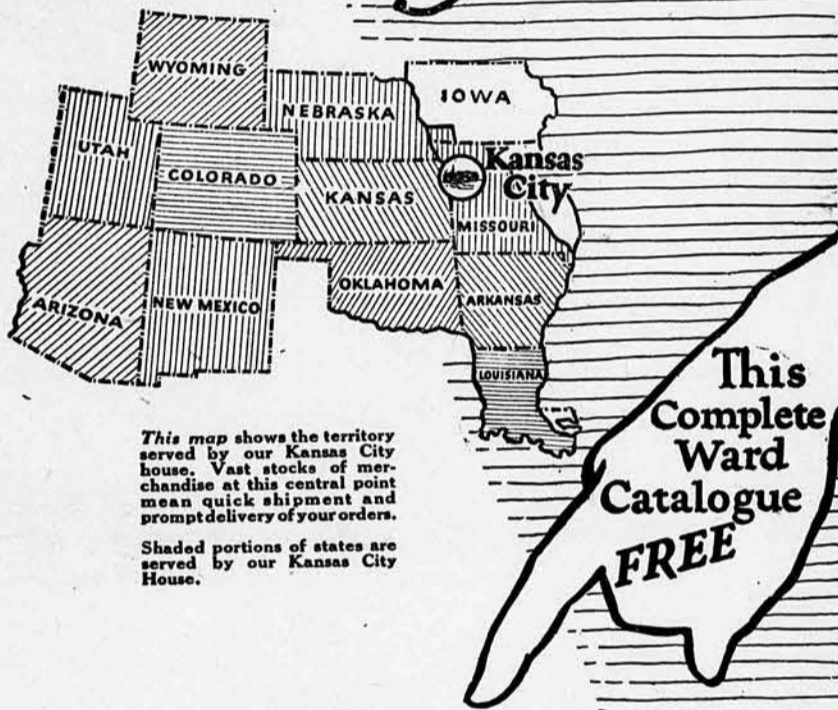 WYOMING
NEBRASKA
IOWA
UTAH
COLORADO
KANSAS
Kansas
City
MISSOURI
ARIZONA
NEW MEXICO
OKLAHOMA
ARKANSAS
LOUISIANA
This map shows the territory
served by our Kansas City
house. Vast stocks of mer-
chandise at this central point
mean quick shipment and
prompt delivery of your orders.
Shaded portions of states are
served by our Kansas City
House.
This
Complete
Ward
Catalogue
FREE